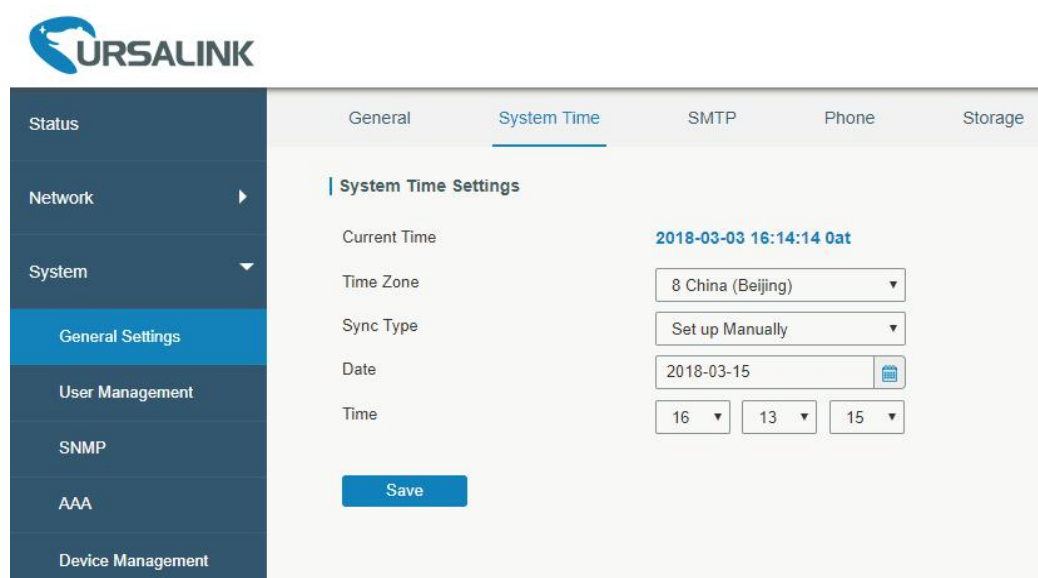 URSALINK
Status
Network
System
General Settings
User Management
SNMP
AAA
Device Management
General System Time SMTP Phone Storage
System Time Settings
Current Time 2018-03-03 16:14:14 0at
Time Zone 8 China (Beijing)
Sync Type Set up Manually
Date 2018-03-15
Time 16 13 15
Save